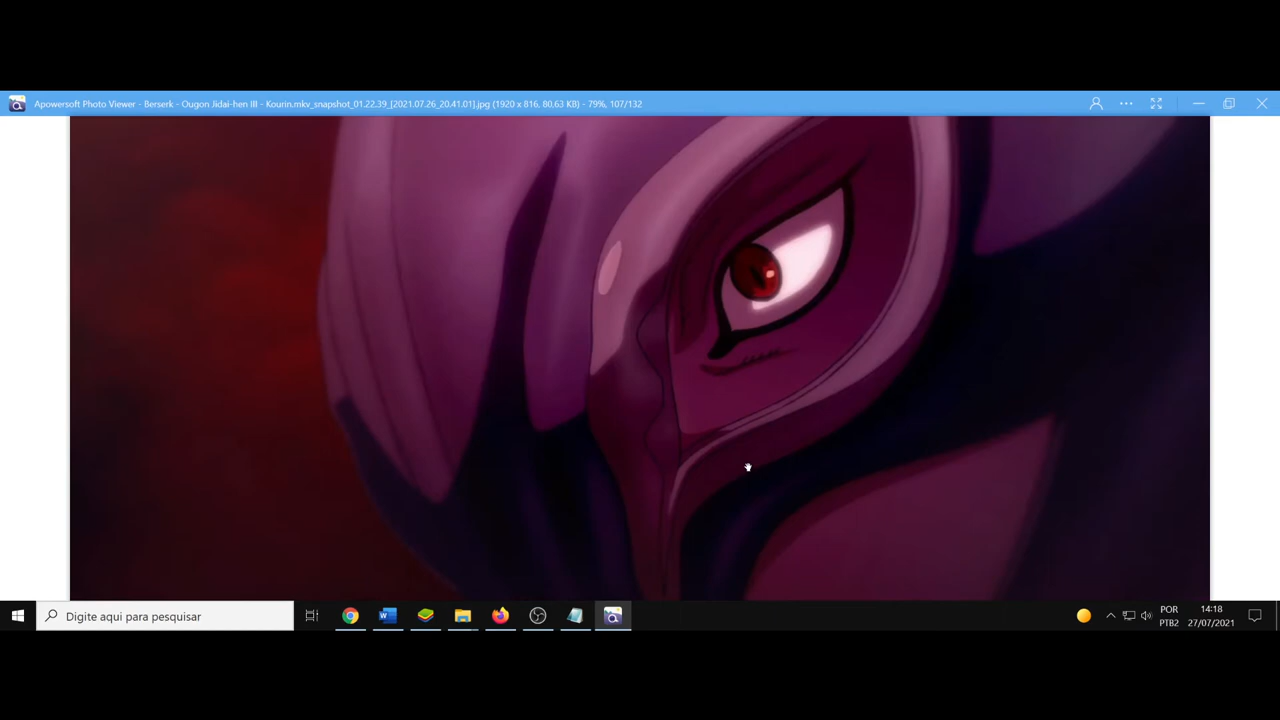 Apowersoft Photo Viewer - Berserk - Ougon Jidai-hen III - Kourin.mkv_snapshot_01.22.39_[2021.07.26_20.41.01].jpg (1920 x 816, 80,63 KB) - 79%, 107/132
Digite aqui para pesquisar
POR
PTB2
14:18
27/07/2021